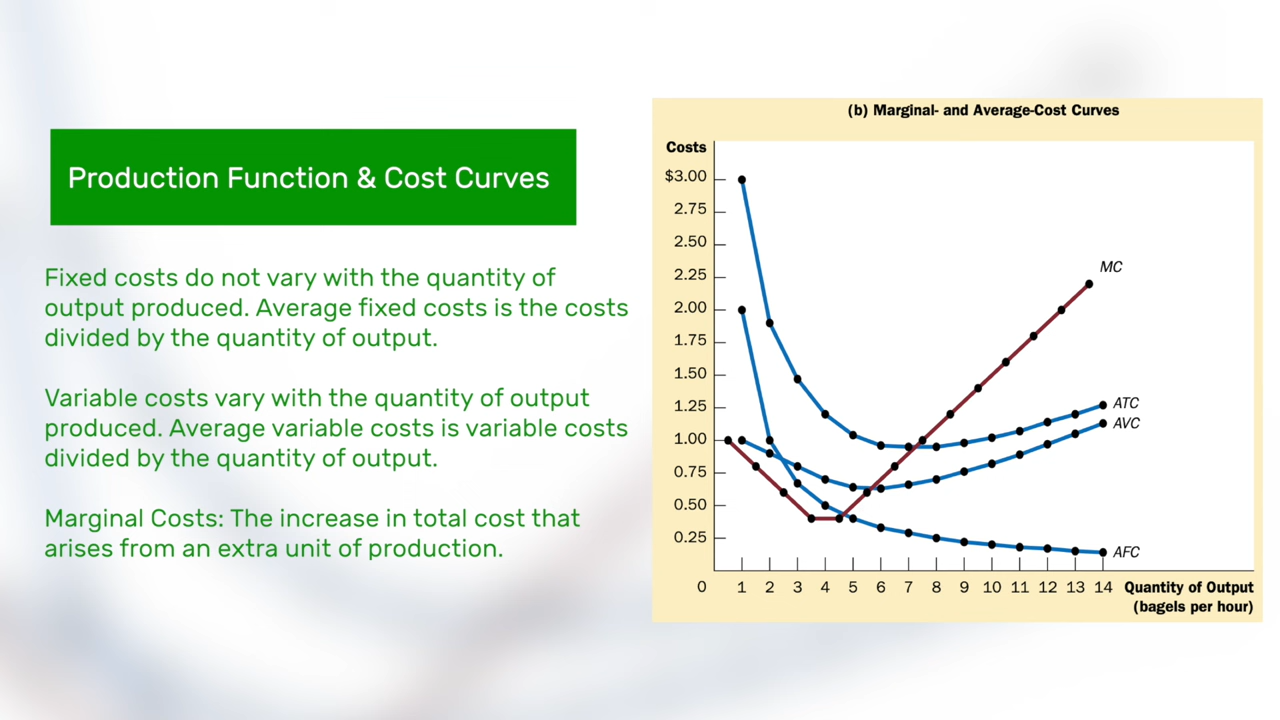 Production Function & Cost Curves
Fixed costs do not vary with the quantity of
output produced. Average fixed costs is the costs
divided by the quantity of output.
Variable costs vary with the quantity of output
produced. Average variable costs is variable costs
divided by the quantity of output.
Marginal Costs: The increase in total cost that
arises from an extra unit of production.
(b) Marginal- and Average-Cost Curves
Costs
$3.00
2.75
2.50
2.25
2.00
1.75
1.50
1.25
1.00
0.75
0.50
0.25
MC
ATC
AVC
AFC
0 1 2 3 4 5 6 7 8 9 10 11 12 13 14 Quantity of Output
(bagels per hour)